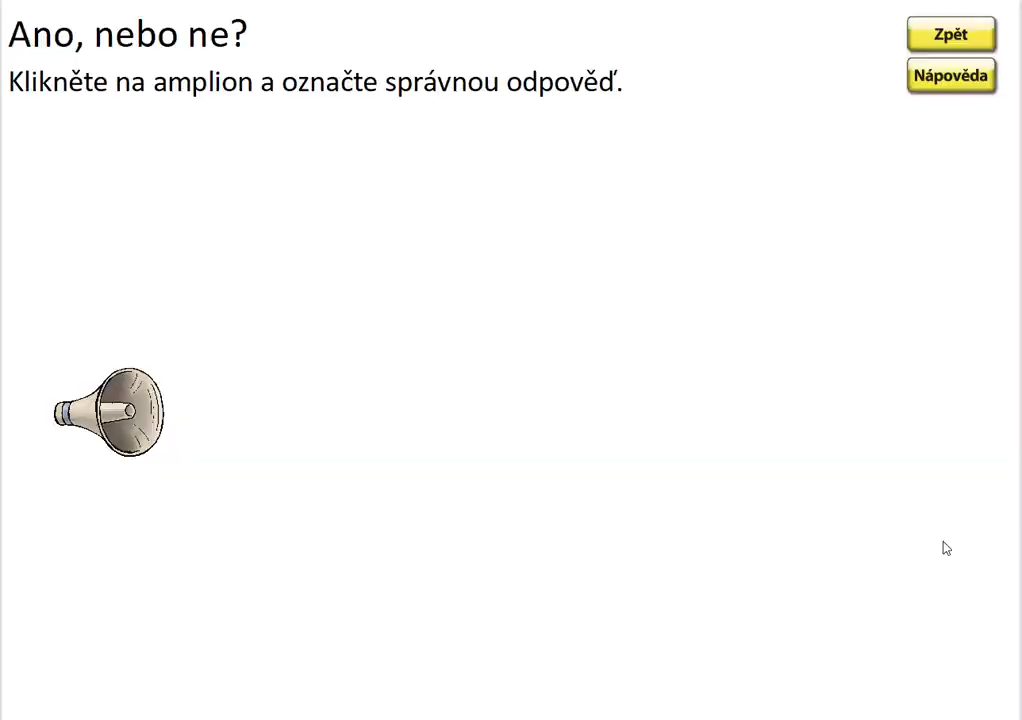 Ano, nebo ne?
Zpět
Klikněte na amplion a označte správnou odpověď.
Nápověda